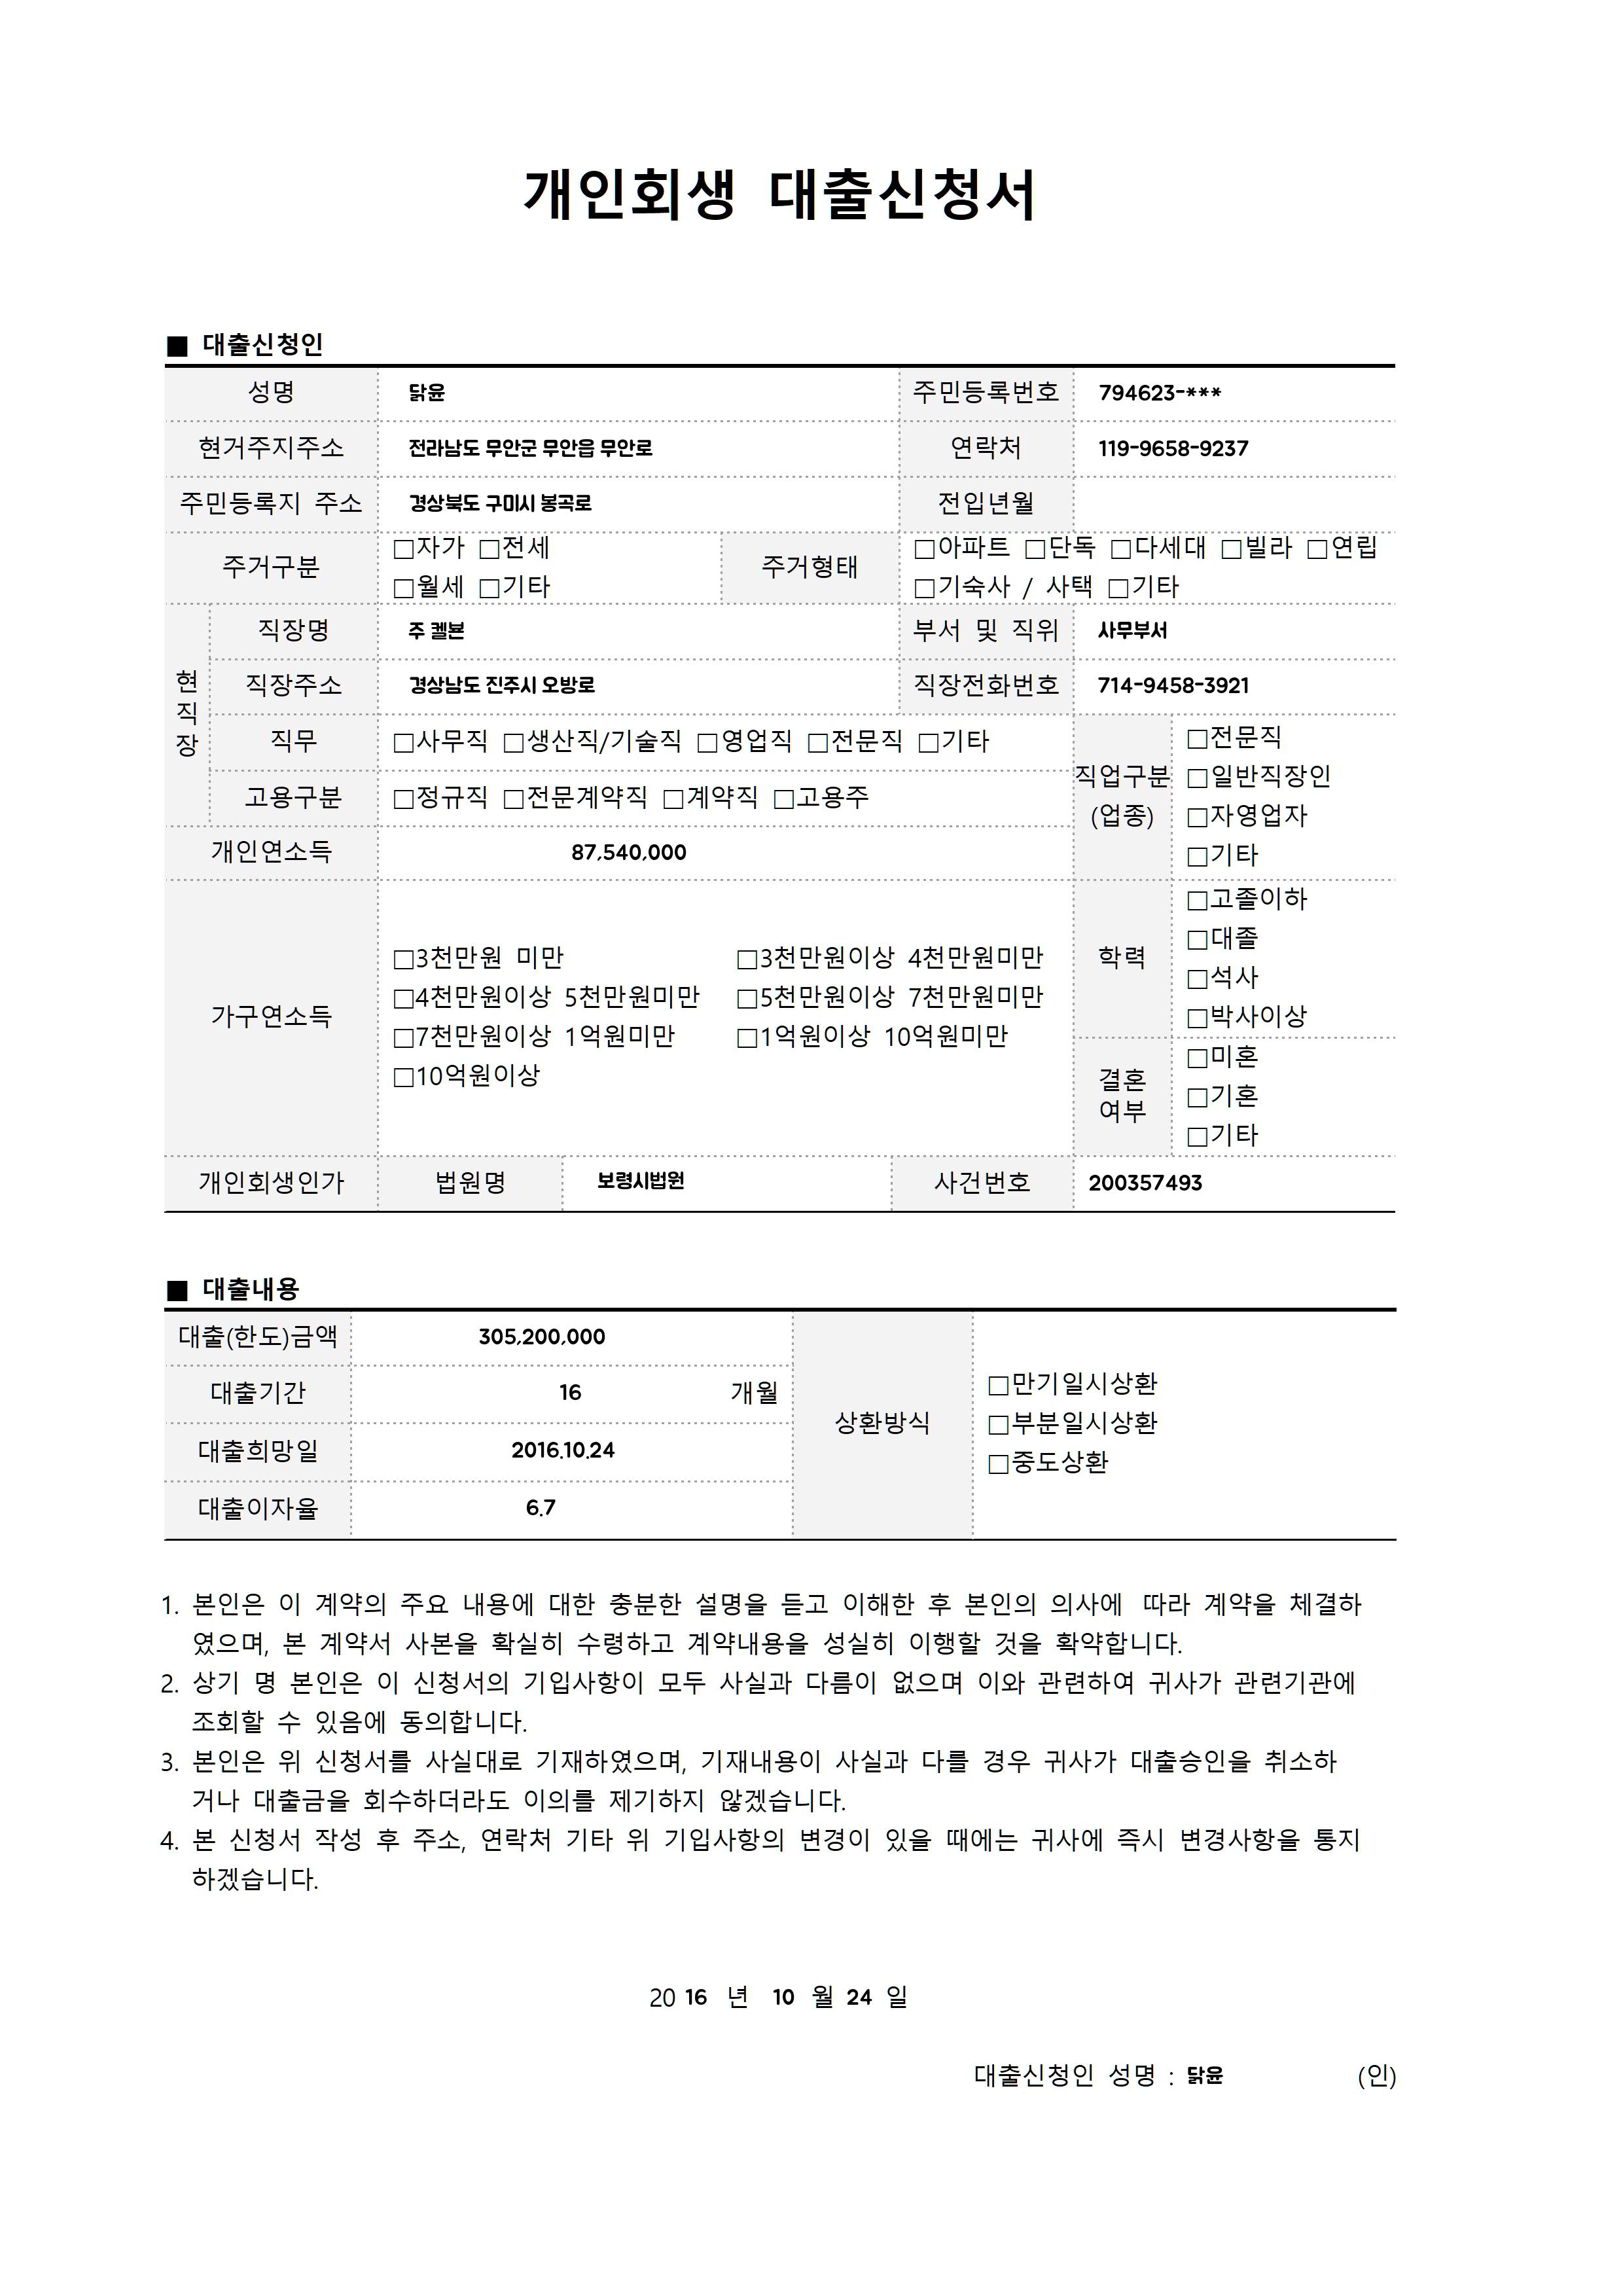 개인회생 대출신청서
■ 대출신청인
성명 닭윤 주민등록번호 794623-***
현거주지주소 전라남도 무안군 무안읍 무안로 연락처 119-9658-9237
주민등록지 주소 경상북도 구미시 봉곡로 전입년월
주거구분 □자가 □전세 주거형태 □아파트 □단독 □다세대 □빌라 □연립
□월세 □기타 □기숙사 / 사택 □기타
현직장
직장명 주 켈뵨 부서 및 직위 사무부서
직장주소 경상남도 진주시 오방로 직장전화번호 714-9458-3921
직무 □사무직 □생산직/기술직 □영업직 □전문직 □기타
고용구분 □정규직 □전문계약직 □계약직 □고용주
직업구분
(업종)
□전문직
□일반직장인
□자영업자
□기타
개인연소득 87,540,000
가구연소득
□3천만원 미만 □3천만원이상 4천만원미만
□4천만원이상 5천만원미만 □5천만원이상 7천만원미만
□7천만원이상 1억원미만 □1억원이상 10억원미만
□10억원이상
학력
□고졸이하
□대졸
□석사
□박사이상
결혼
여부
□미혼
□기혼
□기타
개인회생인가 법원명 보령시법원 사건번호 200357493
■ 대출내용
대출(한도)금액 305,200,000
대출기간 16 개월
대출희망일 2016.10.24
대출이자율 6.7
상환방식
□만기일시상환
□부분일시상환
□중도상환
1. 본인은 이 계약의 주요 내용에 대한 충분한 설명을 듣고 이해한 후 본인의 의사에 따라 계약을 체결하
였으며, 본 계약서 사본을 확실히 수령하고 계약내용을 성실히 이행할 것을 확약합니다.
2. 상기 명 본인은 이 신청서의 기입사항이 모두 사실과 다름이 없으며 이와 관련하여 귀사가 관련기관에
조회할 수 있음에 동의합니다.
3. 본인은 위 신청서를 사실대로 기재하였으며, 기재내용이 사실과 다를 경우 귀사가 대출승인을 취소하
거나 대출금을 회수하더라도 이의를 제기하지 않겠습니다.
4. 본 신청서 작성 후 주소, 연락처 기타 위 기입사항의 변경이 있을 때에는 귀사에 즉시 변경사항을 통지
하겠습니다.
20 16 년 10 월 24 일
대출신청인 성명 : 닭윤 (인)